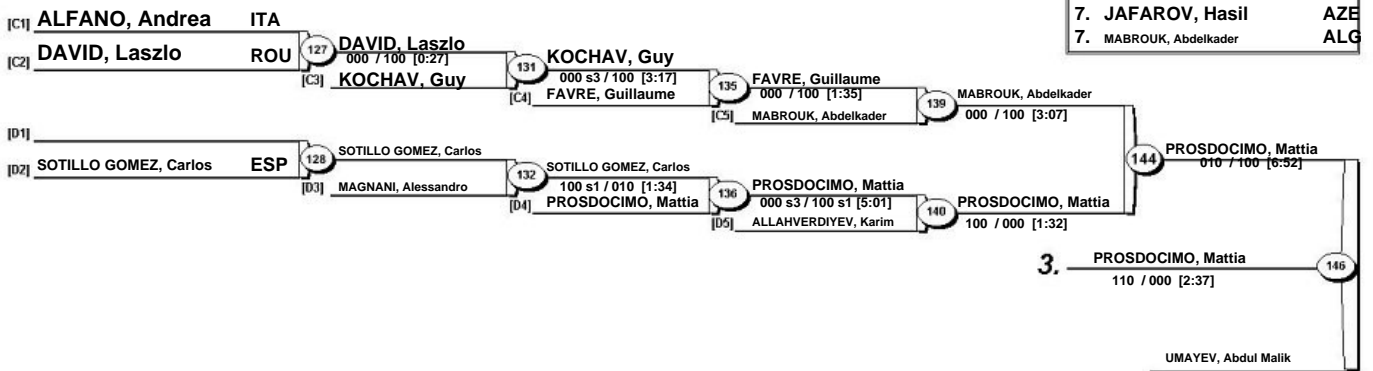 7. JAFAROV, Hasil AZE
7. MABROUK, Abdelkader ALG
[C1] ALFANO, Andrea ITA
[C2] DAVID, Laszlo ROU
127
DAVID, Laszlo
000 / 100 [0:27]
[C3] KOCHAV, Guy
131
KOCHAV, Guy
000 s3 / 100 [3:17]
[C4] FAVRE, Guillaume
135
FAVRE, Guillaume
000 / 100 [1:35]
[C5] MABROUK, Abdelkader
139
MABROUK, Abdelkader
000 / 100 [3:07]
[D1]
[D2] SOTILLO GOMEZ, Carlos ESP
128
SOTILLO GOMEZ, Carlos
[D3] MAGNANI, Alessandro
132
SOTILLO GOMEZ, Carlos
100 s1 / 010 [1:34]
[D4] PROSDOCIMO, Mattia
136
PROSDOCIMO, Mattia
000 s3 / 100 s1 [5:01]
[D5] ALLAHVERDIYEV, Karim
140
PROSDOCIMO, Mattia
100 / 000 [1:32]
144
PROSDOCIMO, Mattia
010 / 100 [6:52]
3. PROSDOCIMO, Mattia
110 / 000 [2:37]
146
UMAYEV, Abdul Malik